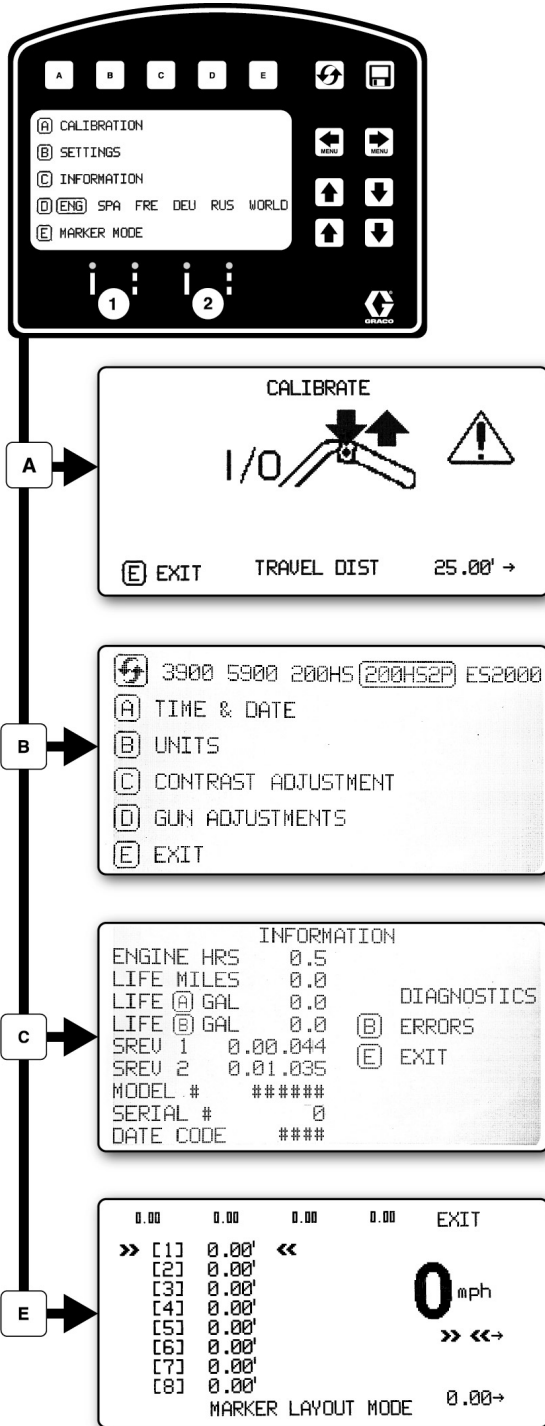 A B C D E
(A) CALIBRATION
MENU MENU
(B) SETTINGS
(C) INFORMATION
(D) ENG SPA FRE DEU RUS WORLD
(E) MARKER MODE
1 2
GRACO
A
CALIBRATE
I/O
(E) EXIT TRAVEL DIST 25.00' →
B
3900 5900 200HS 200HS2P ES2000
(A) TIME & DATE
(B) UNITS
(C) CONTRAST ADJUSTMENT
(D) GUN ADJUSTMENTS
(E) EXIT
C
INFORMATION
ENGINE HRS 0.5
LIFE MILES 0.0
LIFE (A) GAL 0.0 DIAGNOSTICS
LIFE (B) GAL 0.0 (B) ERRORS
SREV 1 0.00.044 (E) EXIT
SREV 2 0.01.035
MODEL # ######
SERIAL # 0
DATE CODE ####
E
0.00 0.00 0.00 0.00 EXIT
>> [1] 0.00' <<
[2] 0.00'
[3] 0.00' 0 mph
[4] 0.00'
[5] 0.00' >> <<→
[6] 0.00'
[7] 0.00'
[8] 0.00'
MARKER LAYOUT MODE 0.00→